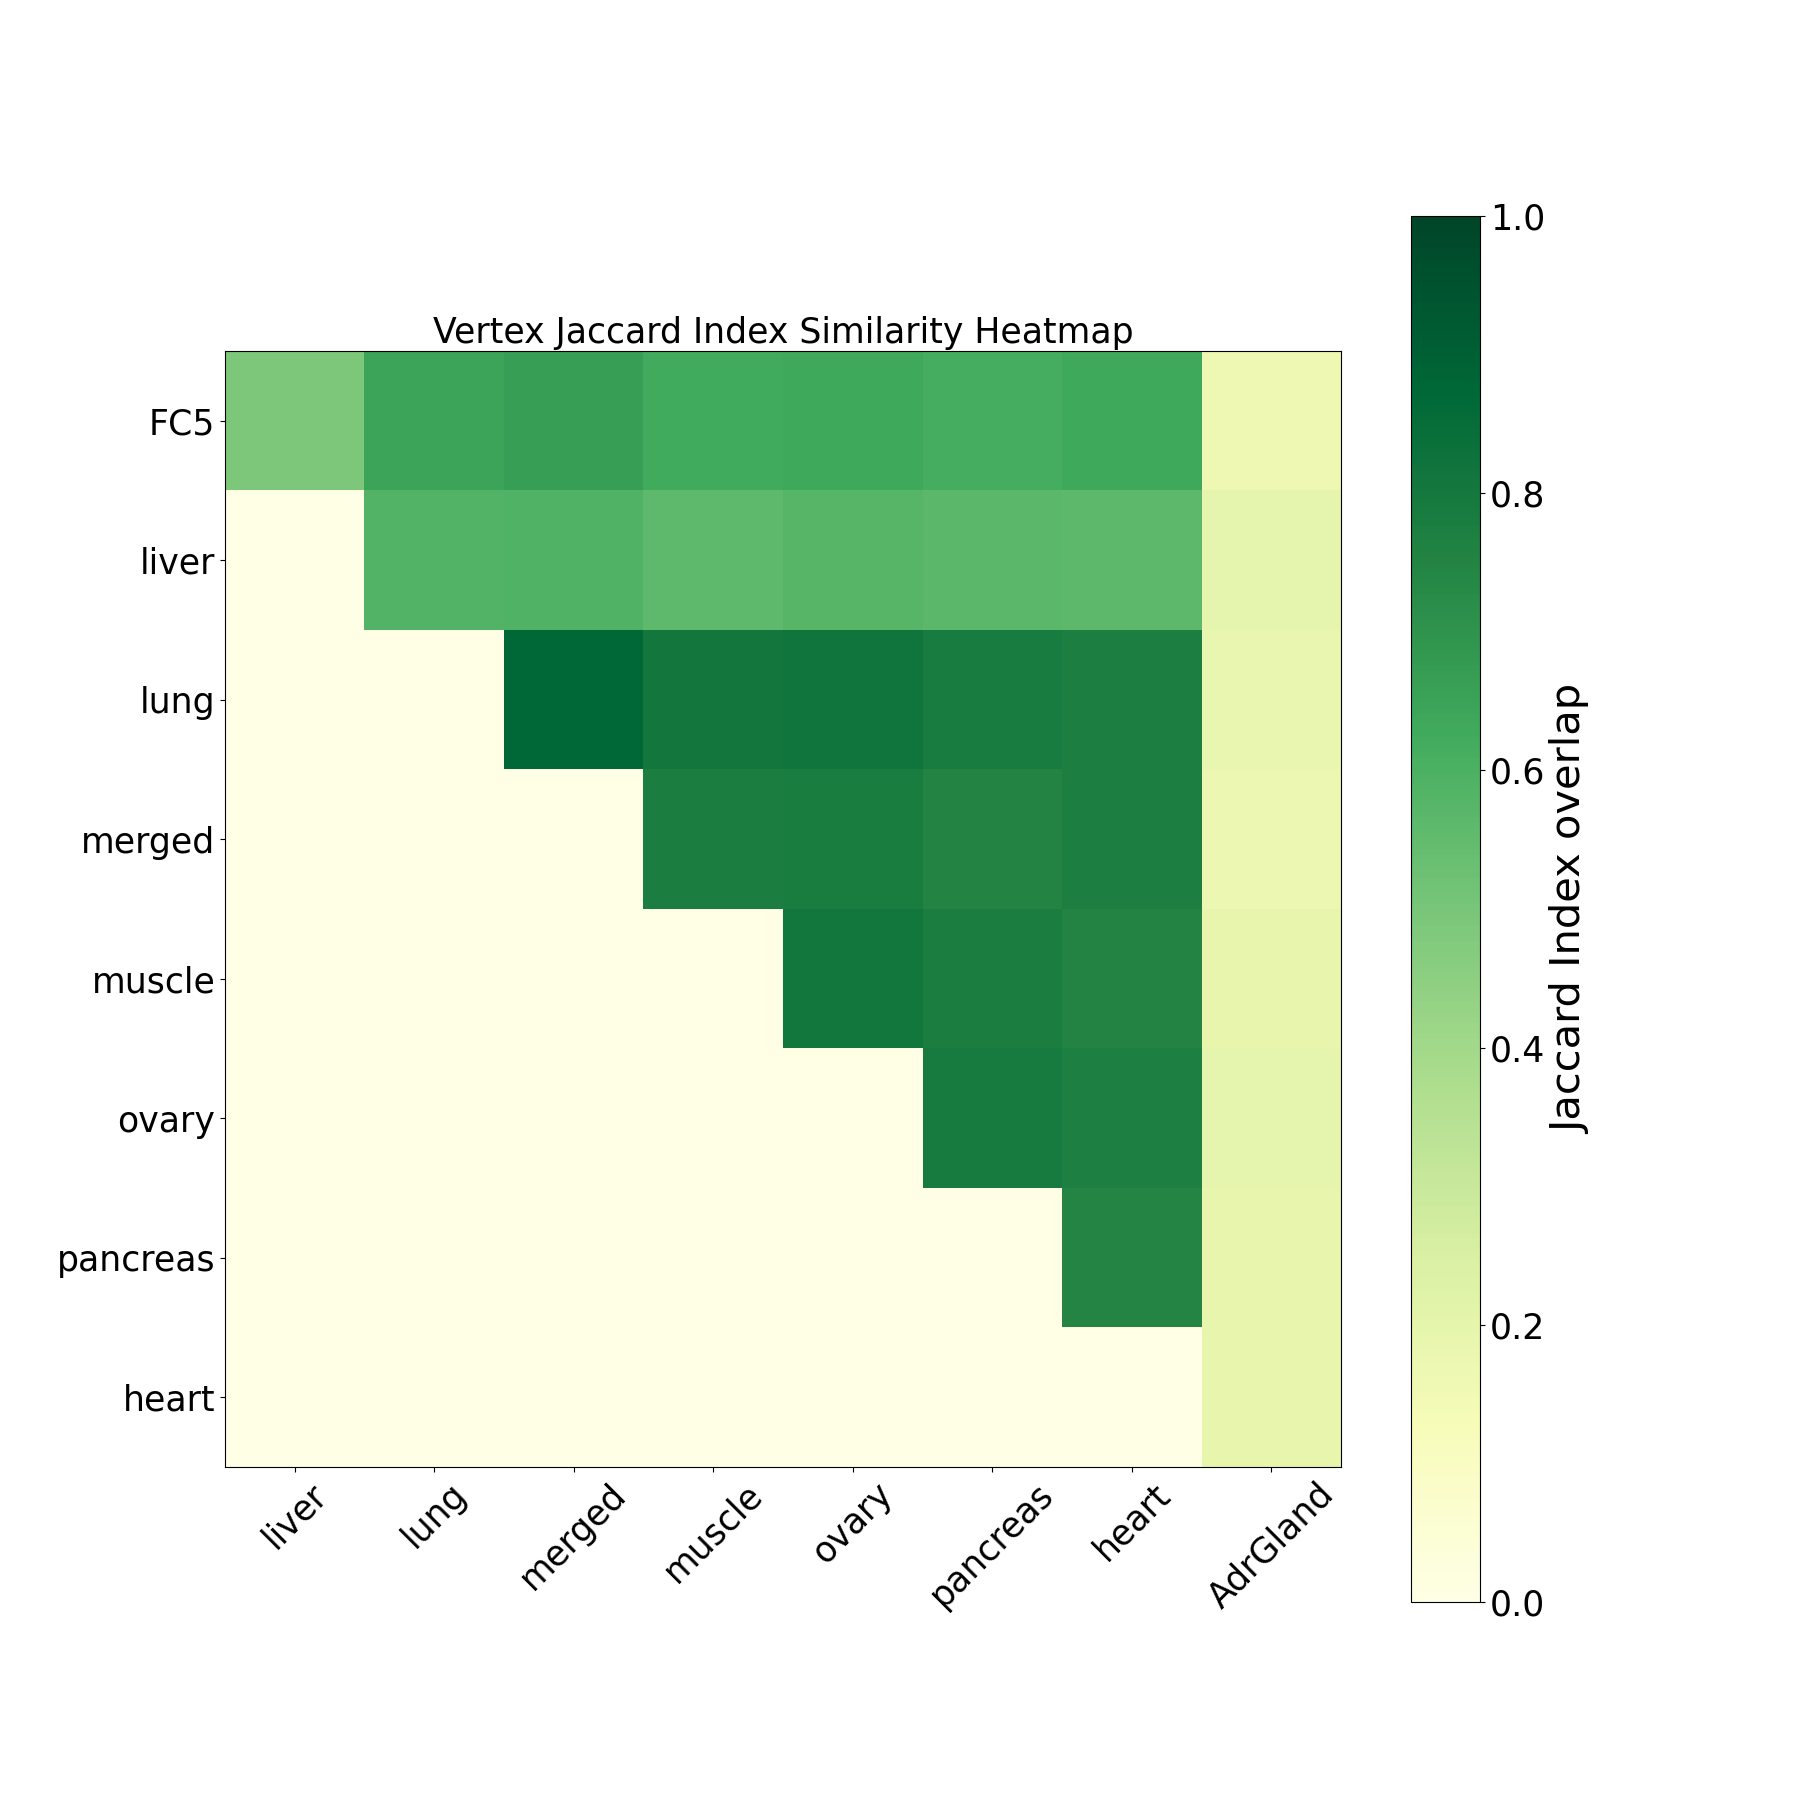 Vertex Jaccard Index Similarity Heatmap
FC5
liver
lung
merged
muscle
ovary
pancreas
heart
liver
lung
merged
muscle
ovary
pancreas
heart
AdrGland
1.0
0.8
0.6
0.4
0.2
0.0
Jaccard Index overlap